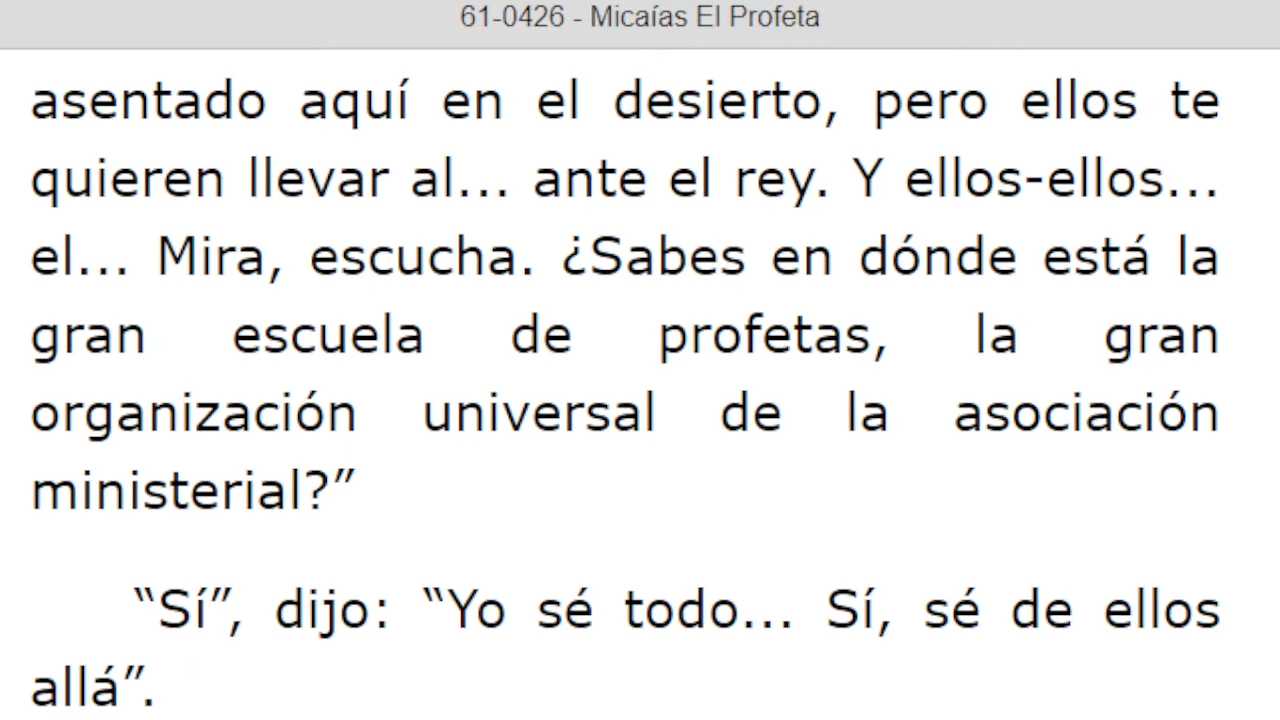 61-0426 - Micaías El Profeta
asentado aquí en el desierto, pero ellos te
quieren llevar al... ante el rey. Y ellos-ellos...
el... Mira, escucha. ¿Sabes en dónde está la
gran escuela de profetas, la gran
organización universal de la asociación
ministerial?”
“Sí”, dijo: “Yo sé todo... Sí, sé de ellos
allá”.